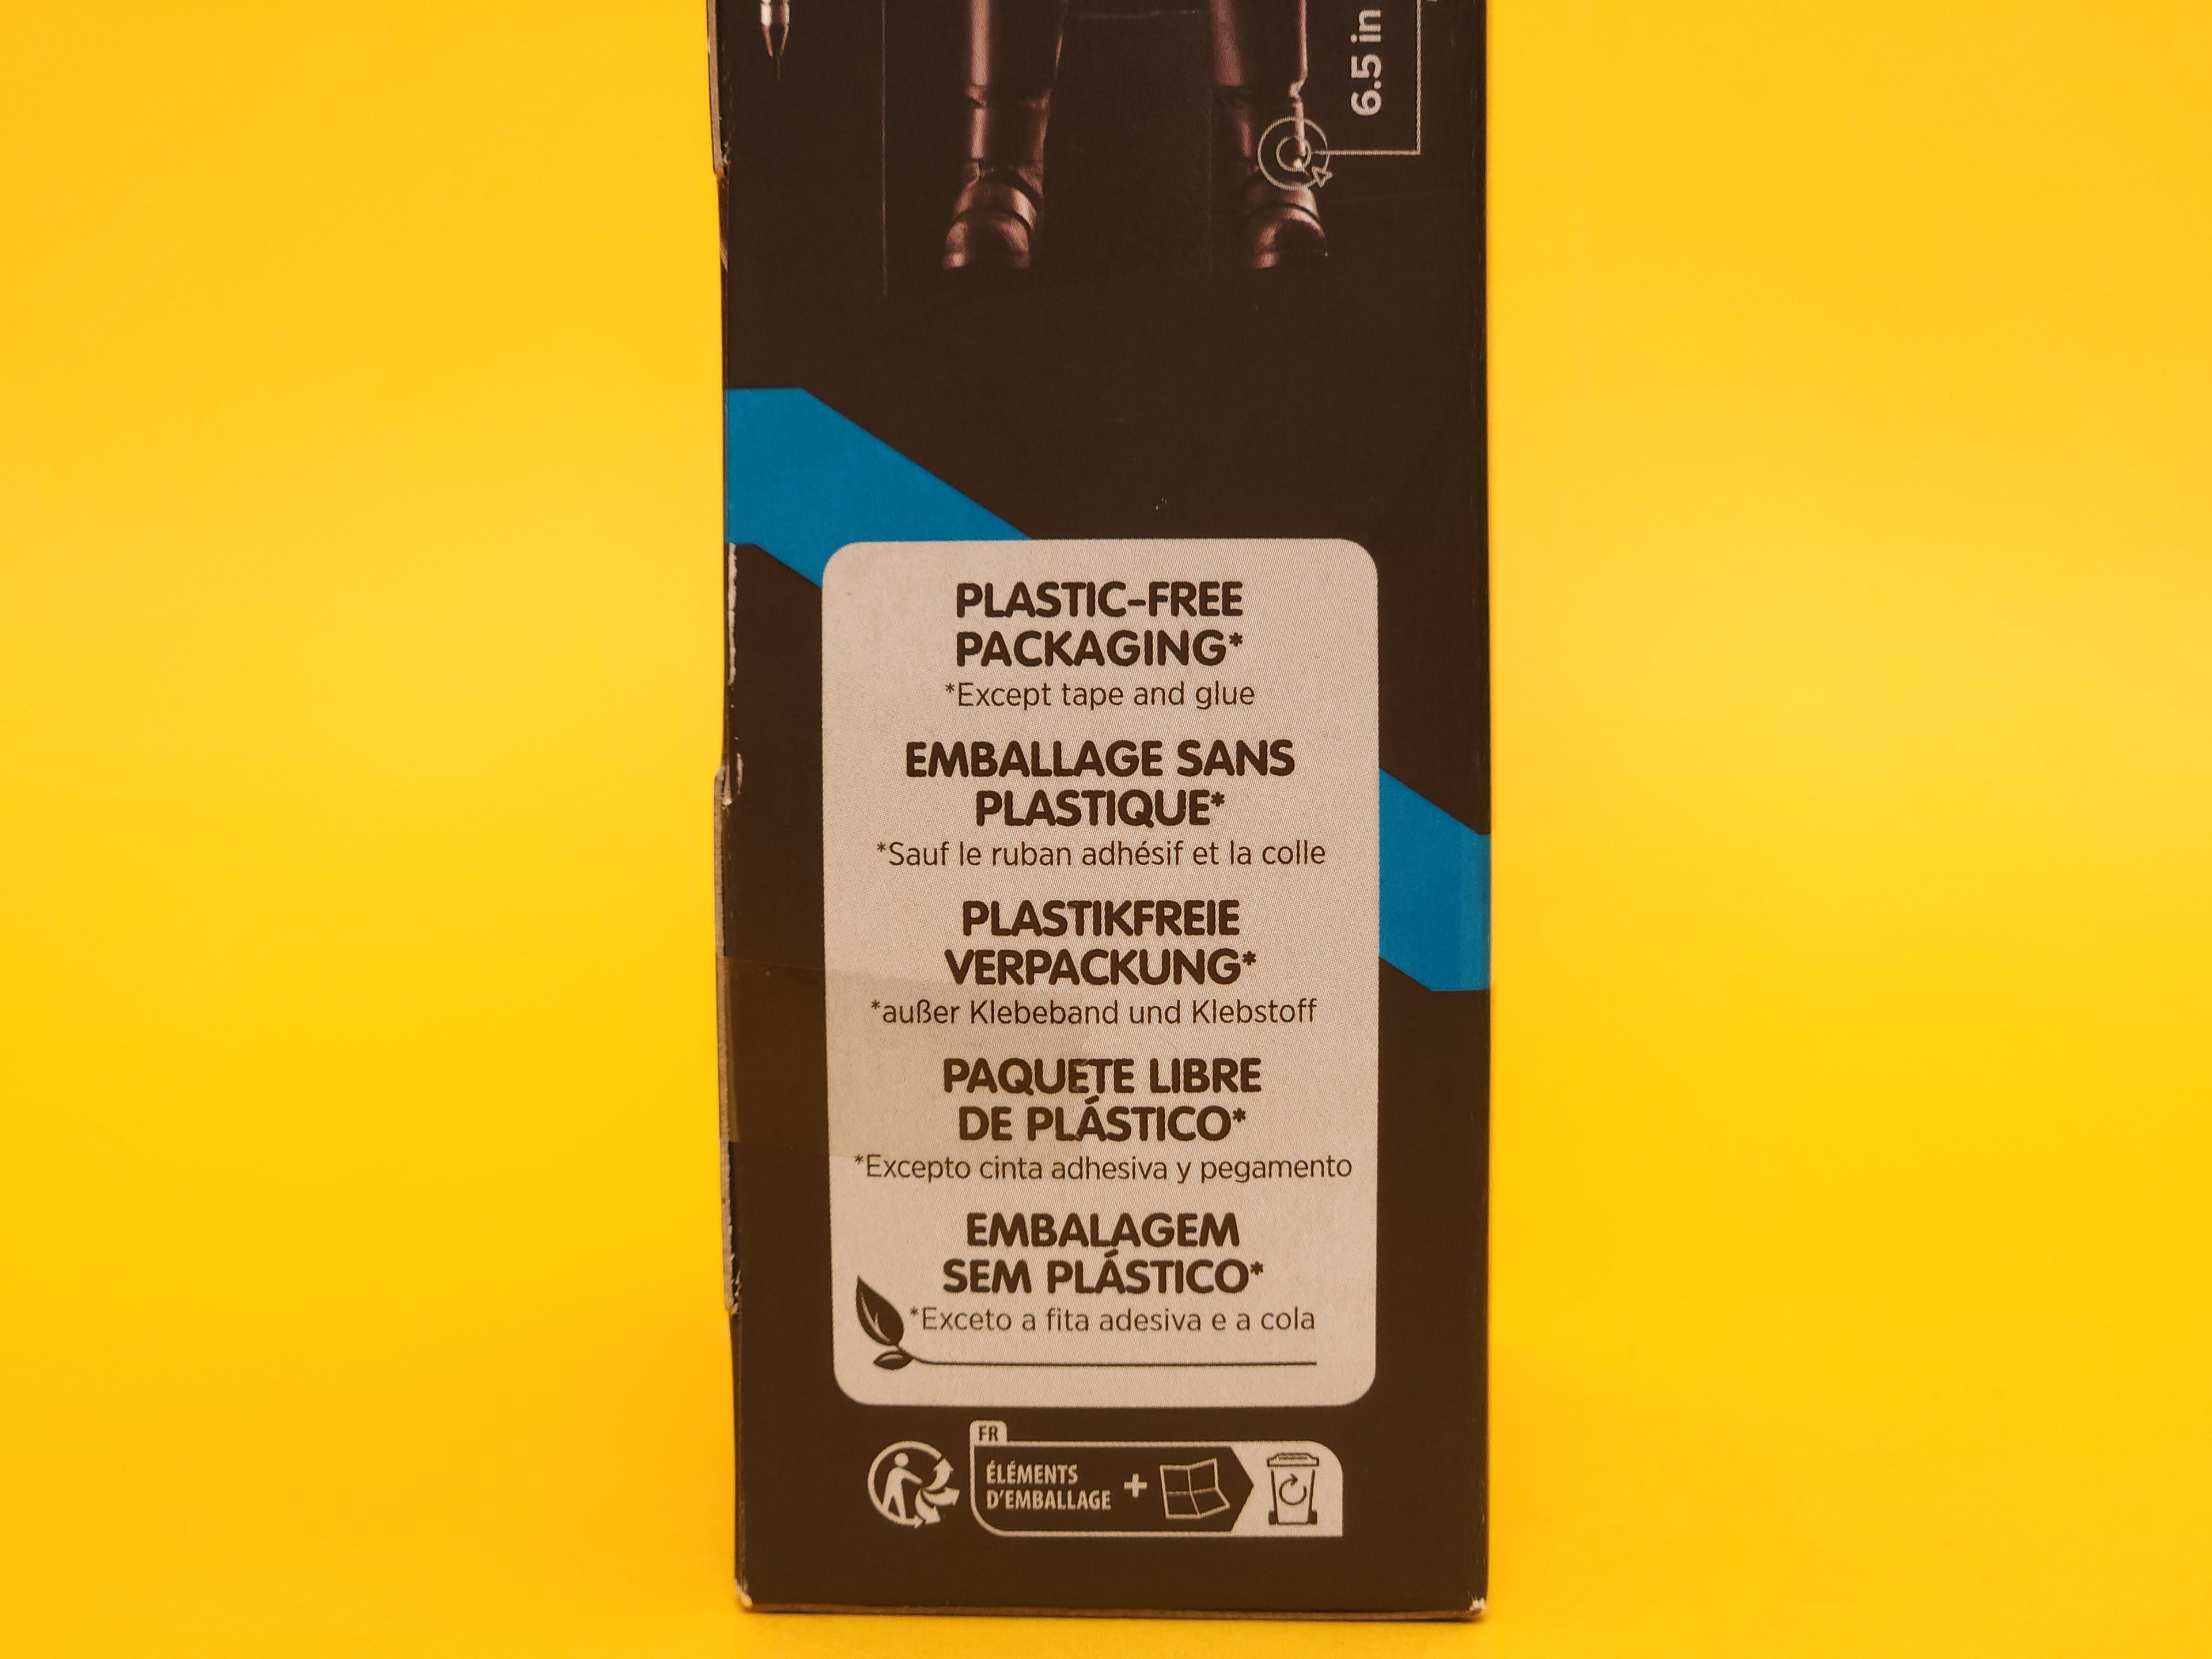 6.5 in
PLASTIC-FREE
PACKAGING*
*Except tape and glue
EMBALLAGE SANS
PLASTIQUE*
*Sauf le ruban adhésif et la colle
PLASTIKFREIE
VERPACKUNG*
*außer Klebeband und Klebstoff
PAQUETE LIBRE
DE PLÁSTICO*
*Excepto cinta adhesiva y pegamento
EMBALAGEM
SEM PLÁSTICO*
*Exceto a fita adesiva e a cola
FR
ÉLÉMENTS
D'EMBALLAGE +